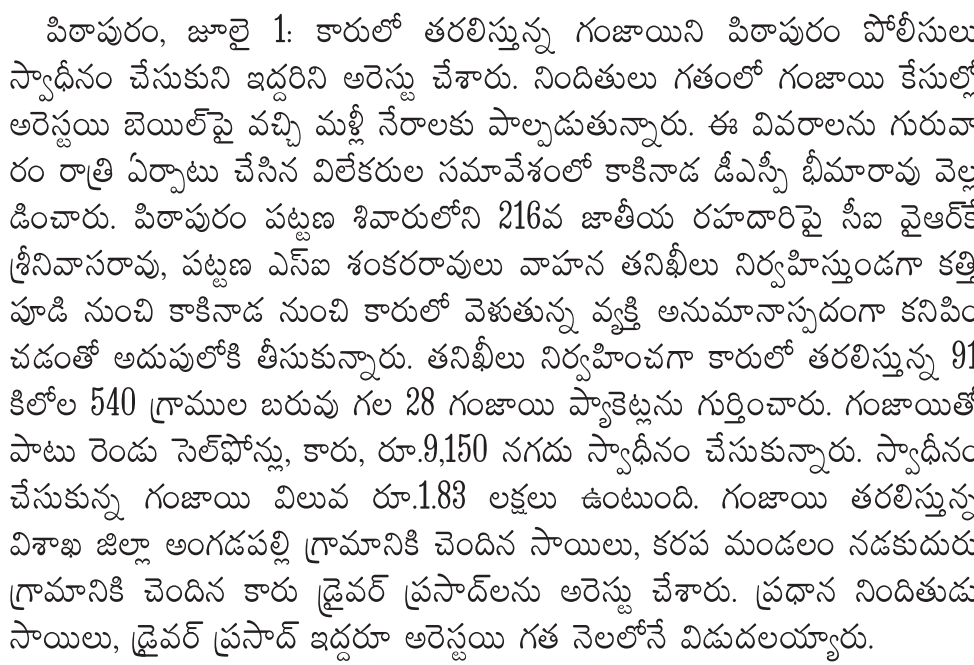 పిఠాపురం, జూలై 1: కారులో తరలిస్తున్న గంజాయిని పిఠాపురం పోలీసులు
స్వాధీనం చేసుకుని ఇద్దరిని అరెస్టు చేశారు. నిందితులు గతంలో గంజాయి కేసుల్లో
అరెస్టయి బెయిల్‌పై వచ్చి మళ్లీ నేరాలకు పాల్పడుతున్నారు. ఈ వివరాలను గురువా
రం రాత్రి ఏర్పాటు చేసిన విలేకరుల సమావేశంలో కాకినాడ డీఎస్పీ భీమారావు వెల్ల
డించారు. పిఠాపురం పట్టణ శివారులోని 216వ జాతీయ రహదారిపై సీఐ వైఆర్‌కే
శ్రీనివాసరావు, పట్టణ ఎస్‌ఐ శంకరరావులు వాహన తనిఖీలు నిర్వహిస్తుండగా కత్తి
పూడి నుంచి కాకినాడ నుంచి కారులో వెళుతున్న వ్యక్తి అనుమానాస్పదంగా కనిపిం
చడంతో అదుపులోకి తీసుకున్నారు. తనిఖీలు నిర్వహించగా కారులో తరలిస్తున్న 91
కిలోల 540 గ్రాముల బరువు గల 28 గంజాయి ప్యాకెట్లను గుర్తించారు. గంజాయితో
పాటు రెండు సెల్‌ఫోన్లు, కారు, రూ.9,150 నగదు స్వాధీనం చేసుకున్నారు. స్వాధీనం
చేసుకున్న గంజాయి విలువ రూ.1.83 లక్షలు ఉంటుంది. గంజాయి తరలిస్తున్న
విశాఖ జిల్లా అంగడపల్లి గ్రామానికి చెందిన సాయిలు, కరప మండలం నడకుదురు
గ్రామానికి చెందిన కారు డ్రైవర్ ప్రసాద్‌లను అరెస్టు చేశారు. ప్రధాన నిందితుడు
సాయిలు, డ్రైవర్ ప్రసాద్ ఇద్దరూ అరెస్టయి గత నెలలోనే విడుదలయ్యారు.